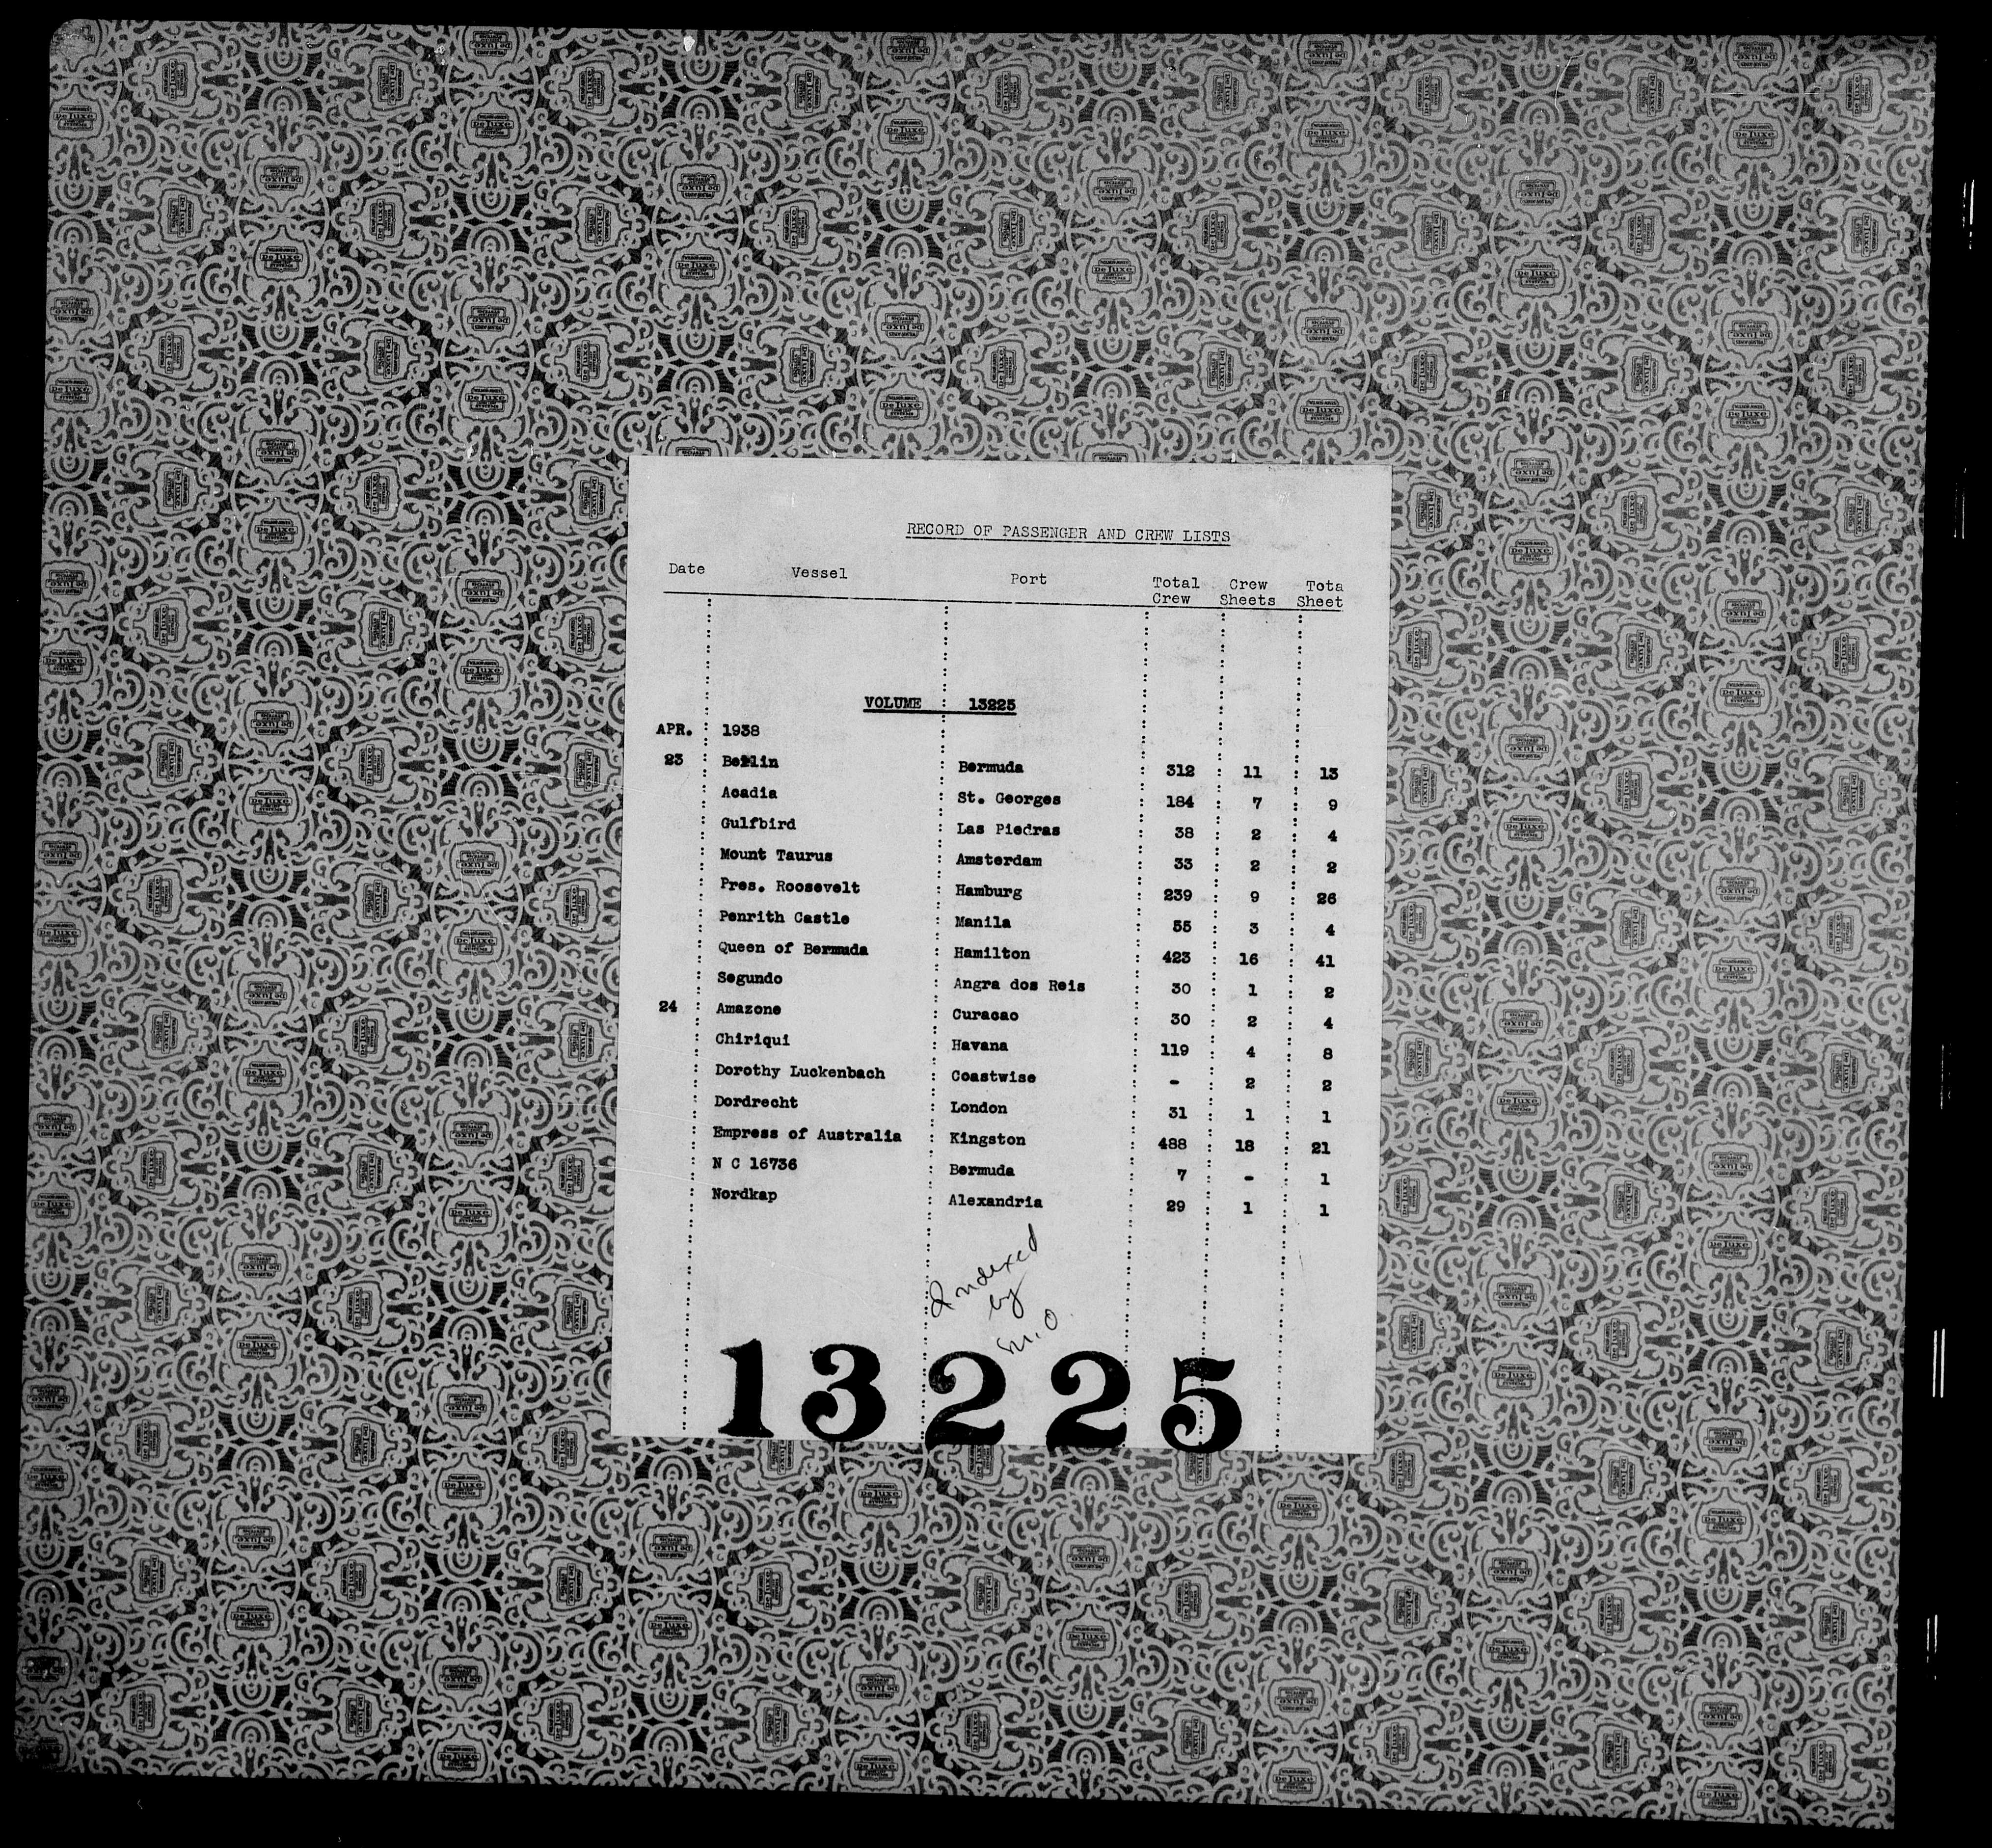 RECORD OF PASSENGER AND CREW LISTS
Date Vessel Port Total Crew Tota
Crew Sheets Sheet
VOLUME 13225
APR. 1938
23 Berlin Bermuda 312 11 13
Acadia St. Georges 184 7 9
Gulfbird Las Piedras 38 2 4
Mount Taurus Amsterdam 33 2 2
Pres. Roosevelt Hamburg 239 9 26
Penrith Castle Manila 55 3 4
Queen of Bermuda Hamilton 423 16 41
Segundo Angra dos Reis 30 1 2
24 Amazone Curacao 30 2 4
Chiriqui Havana 119 4 8
Dorothy Luckenbach Coastwise - 2 2
Dordrecht London 31 1 1
Empress of Australia Kingston 488 18 21
N C 16736 Bermuda 7 - 1
Nordkap Alexandria 29 1 1
Indexed
by
M.O.
13225